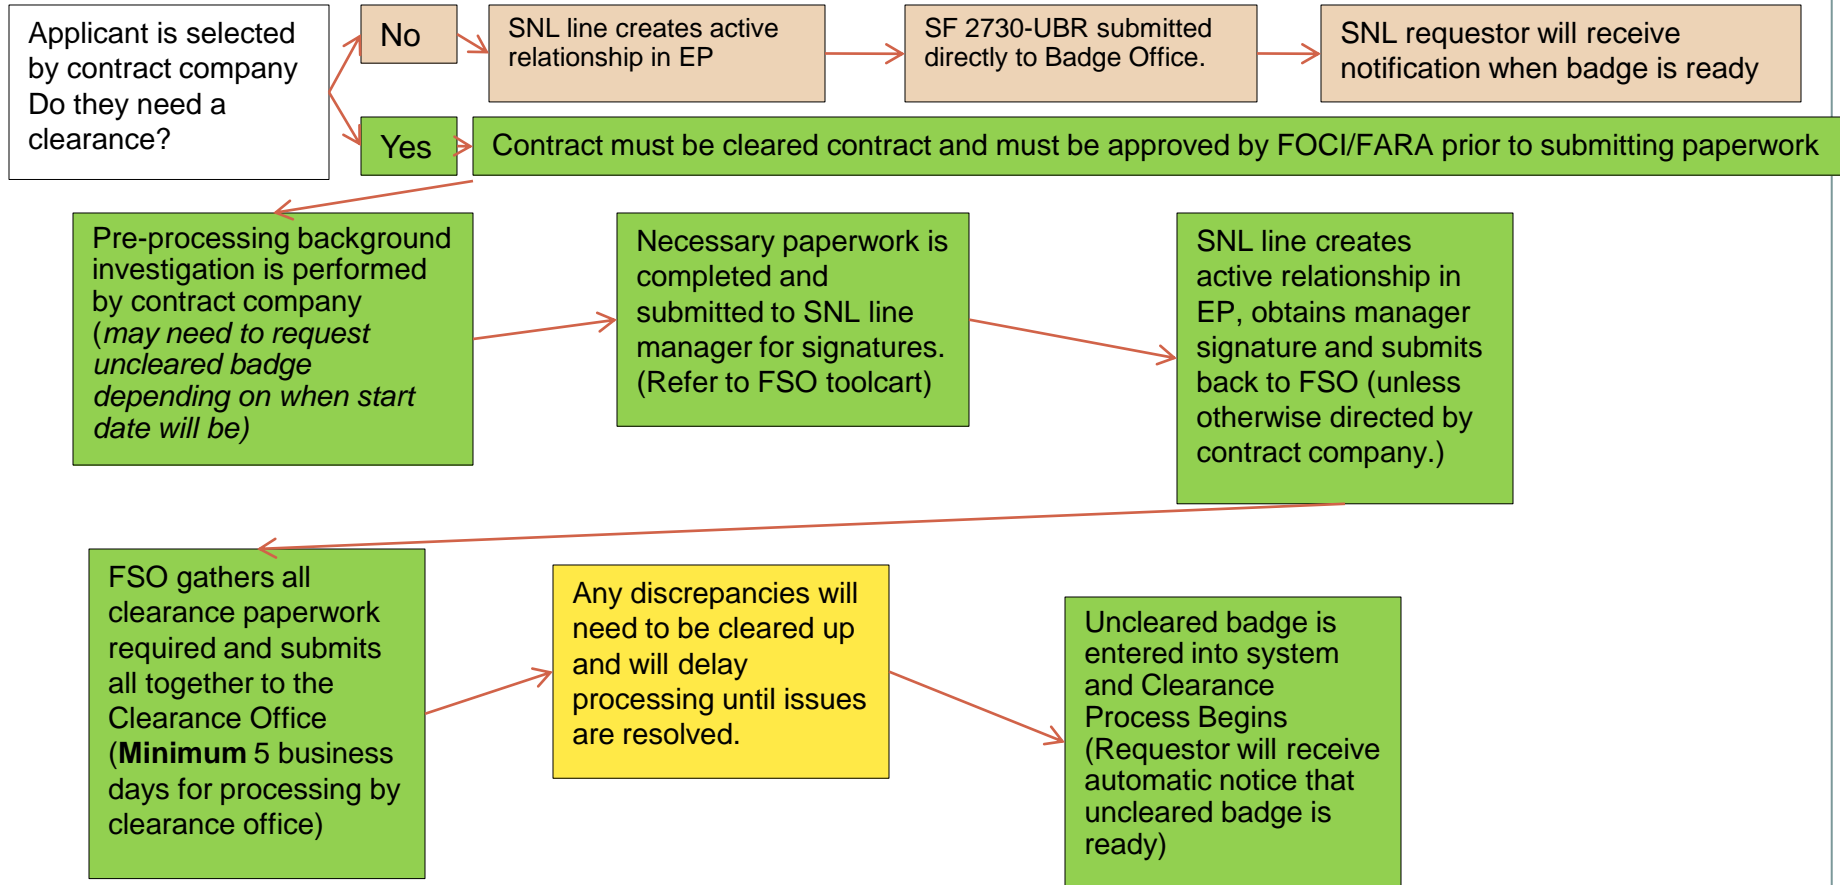 Applicant is selected
by contract company
Do they need a
clearance?
No
SNL line creates active
relationship in EP
SF 2730-UBR submitted
directly to Badge Office.
SNL requestor will receive
notification when badge is ready
Yes
Contract must be cleared contract and must be approved by FOCI/FARA prior to submitting paperwork
Pre-processing background
investigation is performed
by contract company
(may need to request
uncleared badge
depending on when start
date will be)
Necessary paperwork is
completed and
submitted to SNL line
manager for signatures.
(Refer to FSO toolcart)
SNL line creates
active relationship in
EP, obtains manager
signature and submits
back to FSO (unless
otherwise directed by
contract company.)
FSO gathers all
clearance paperwork
required and submits
all together to the
Clearance Office
(Minimum 5 business
days for processing by
clearance office)
Any discrepancies will
need to be cleared up
and will delay
processing until issues
are resolved.
Uncleared badge is
entered into system
and Clearance
Process Begins
(Requestor will receive
automatic notice that
uncleared badge is
ready)